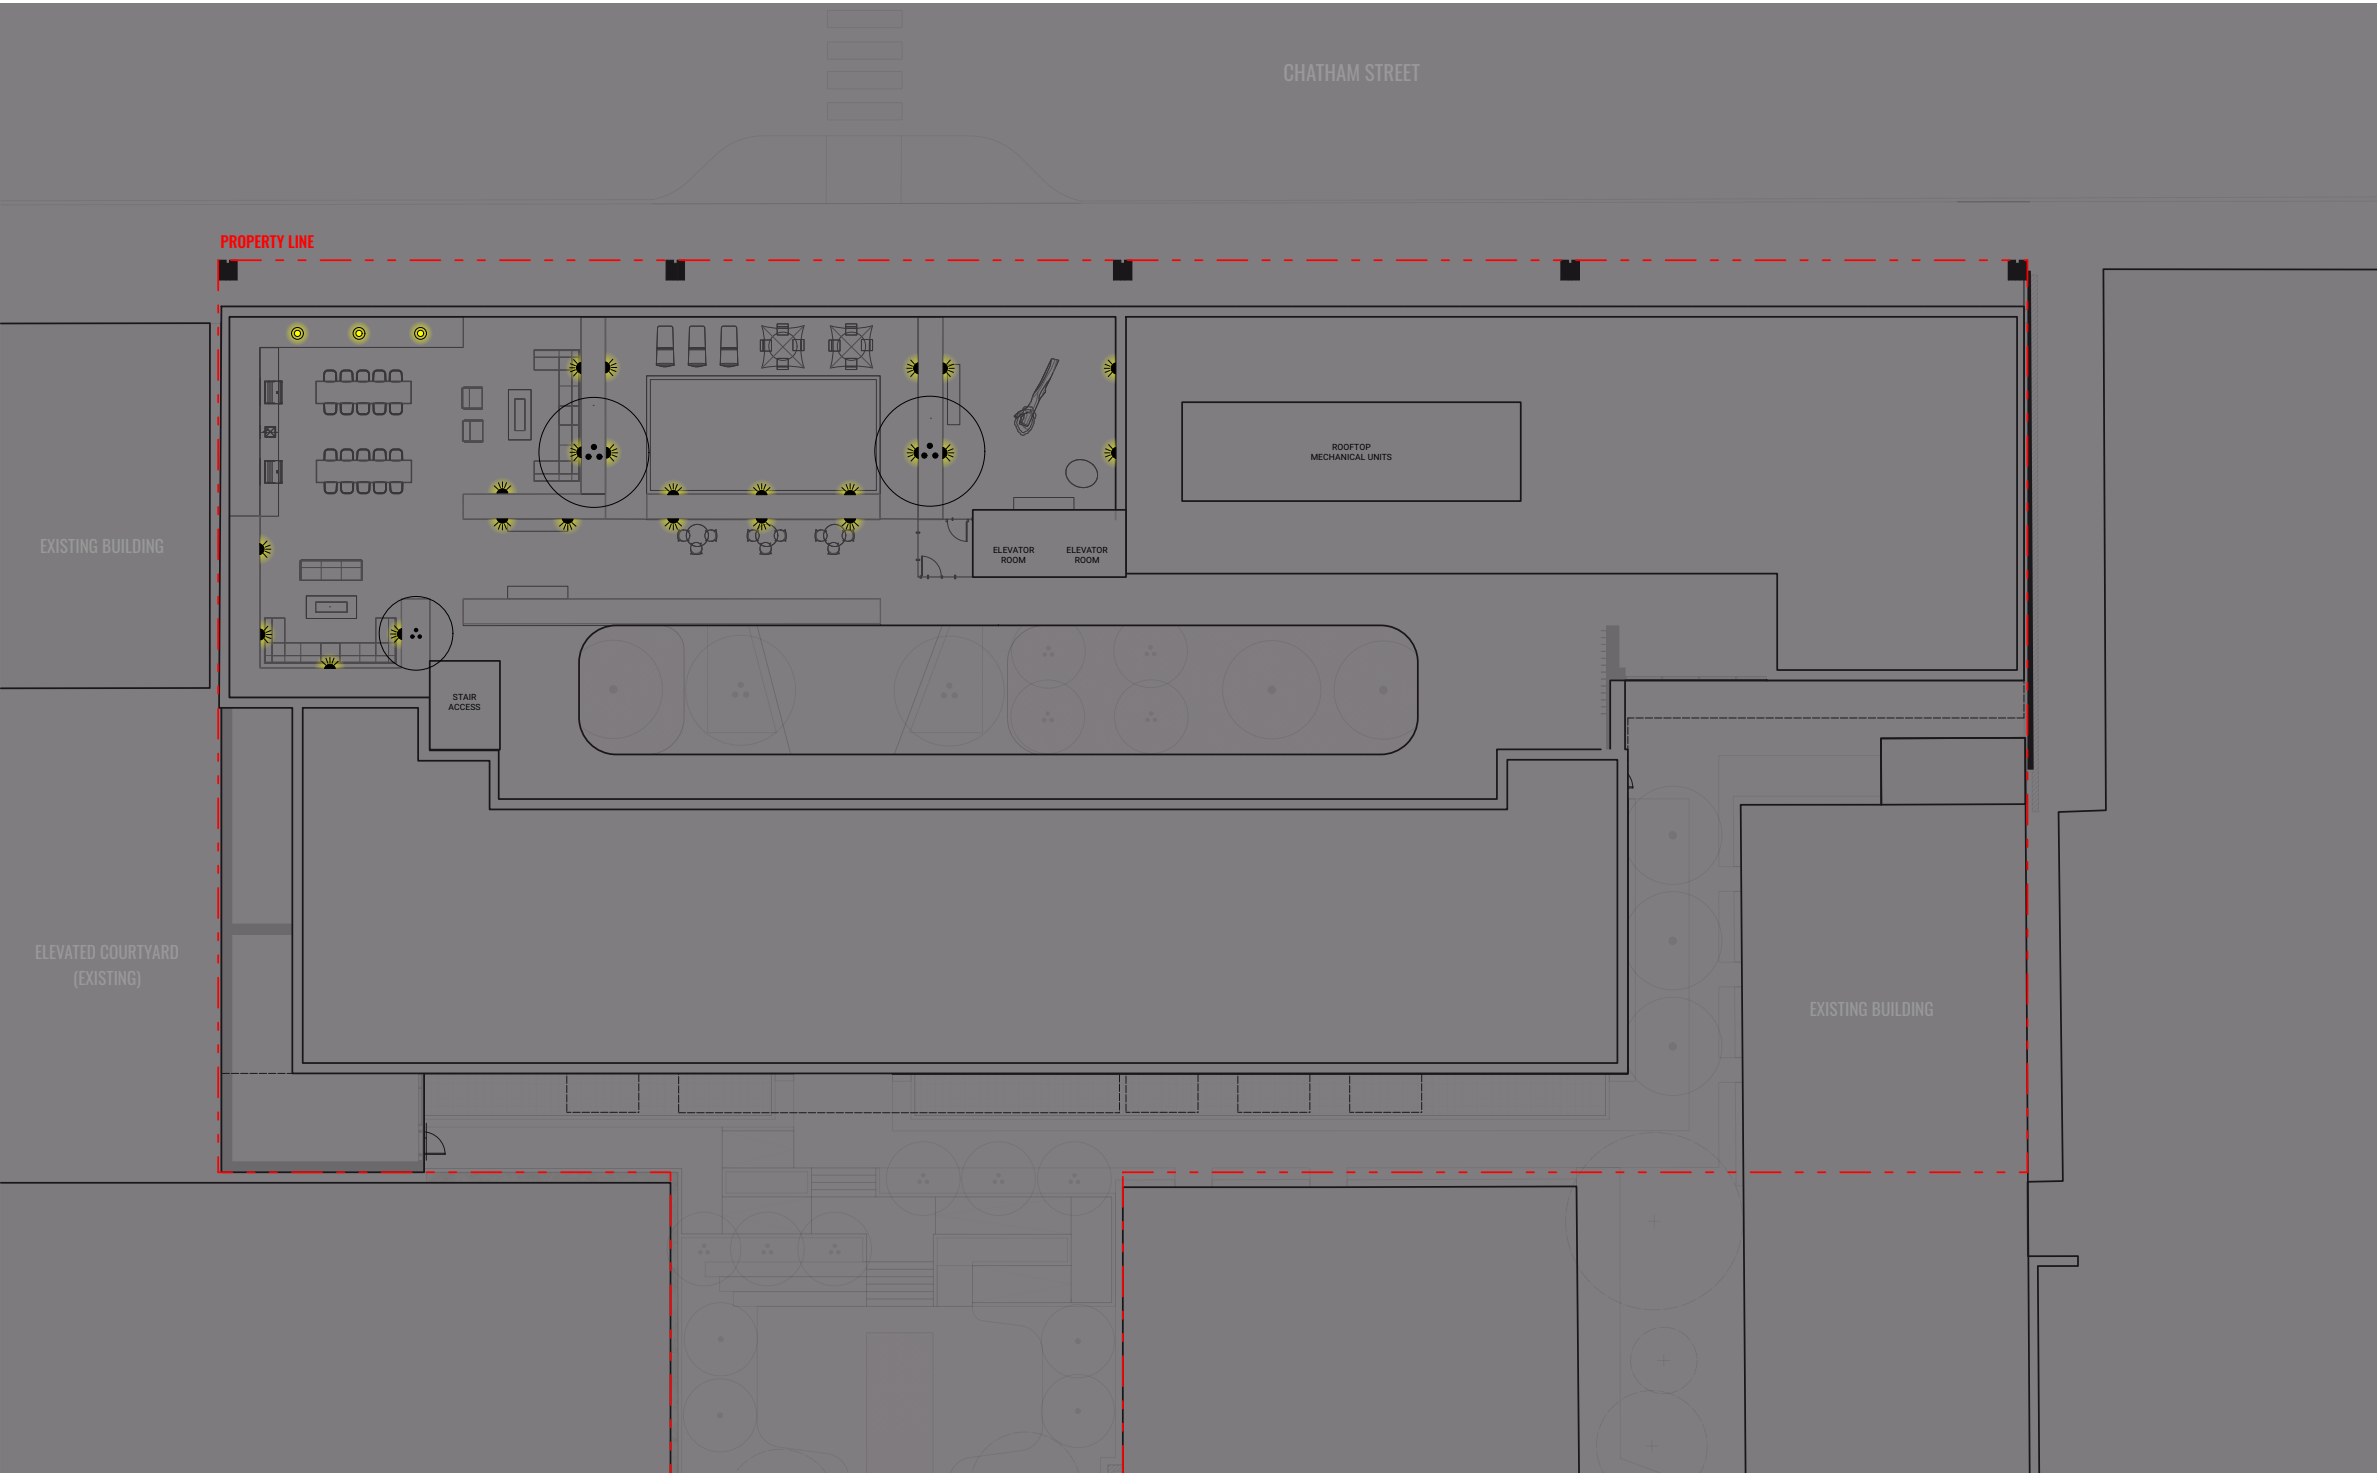 CHATHAM STREET
PROPERTY LINE
ROOFTOP
MECHANICAL UNITS
EXISTING BUILDING
ELEVATOR
ROOM
ELEVATOR
ROOM
STAIR
ACCESS
ELEVATED COURTYARD
(EXISTING)
EXISTING BUILDING